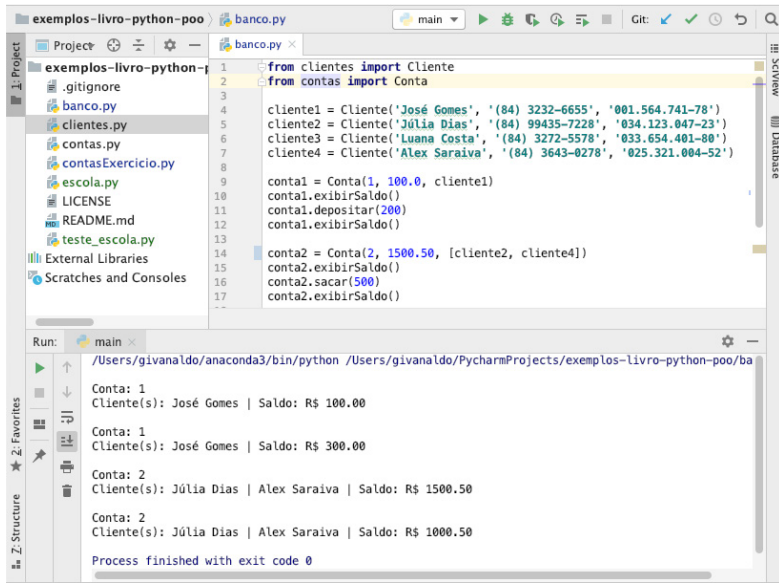 exemplos-livro-python-poo banco.py main Git:
1: Project
Project
banco.py
exemplos-livro-python-p
.gitignore
banco.py
clientes.py
contas.py
contasExercicio.py
escola.py
LICENSE
README.md
teste_escola.py
External Libraries
Scratches and Consoles
1 from clientes import Cliente
2 from contas import Conta
3
4 cliente1 = Cliente('José Gomes', '(84) 3232-6655', '001.564.741-78')
5 cliente2 = Cliente('Júlia Dias', '(84) 99435-7228', '034.123.047-23')
6 cliente3 = Cliente('Luana Costa', '(84) 3272-5578', '033.654.401-80')
7 cliente4 = Cliente('Alex Saraiva', '(84) 3643-0278', '025.321.004-52')
8
9 conta1 = Conta(1, 100.0, cliente1)
10 conta1.exibirSaldo()
11 conta1.depositar(200)
12 conta1.exibirSaldo()
13
14 conta2 = Conta(2, 1500.50, [cliente2, cliente4])
15 conta2.exibirSaldo()
16 conta2.sacar(500)
17 conta2.exibirSaldo()
SciView
Database
Run: main
/Users/givanaldo/anaconda3/bin/python /Users/givanaldo/PycharmProjects/exemplos-livro-python-poo/ba
Conta: 1
Cliente(s): José Gomes | Saldo: R$ 100.00
Conta: 1
Cliente(s): José Gomes | Saldo: R$ 300.00
Conta: 2
Cliente(s): Júlia Dias | Alex Saraiva | Saldo: R$ 1500.50
Conta: 2
Cliente(s): Júlia Dias | Alex Saraiva | Saldo: R$ 1000.50
Process finished with exit code 0
2: Favorites
Z: Structure